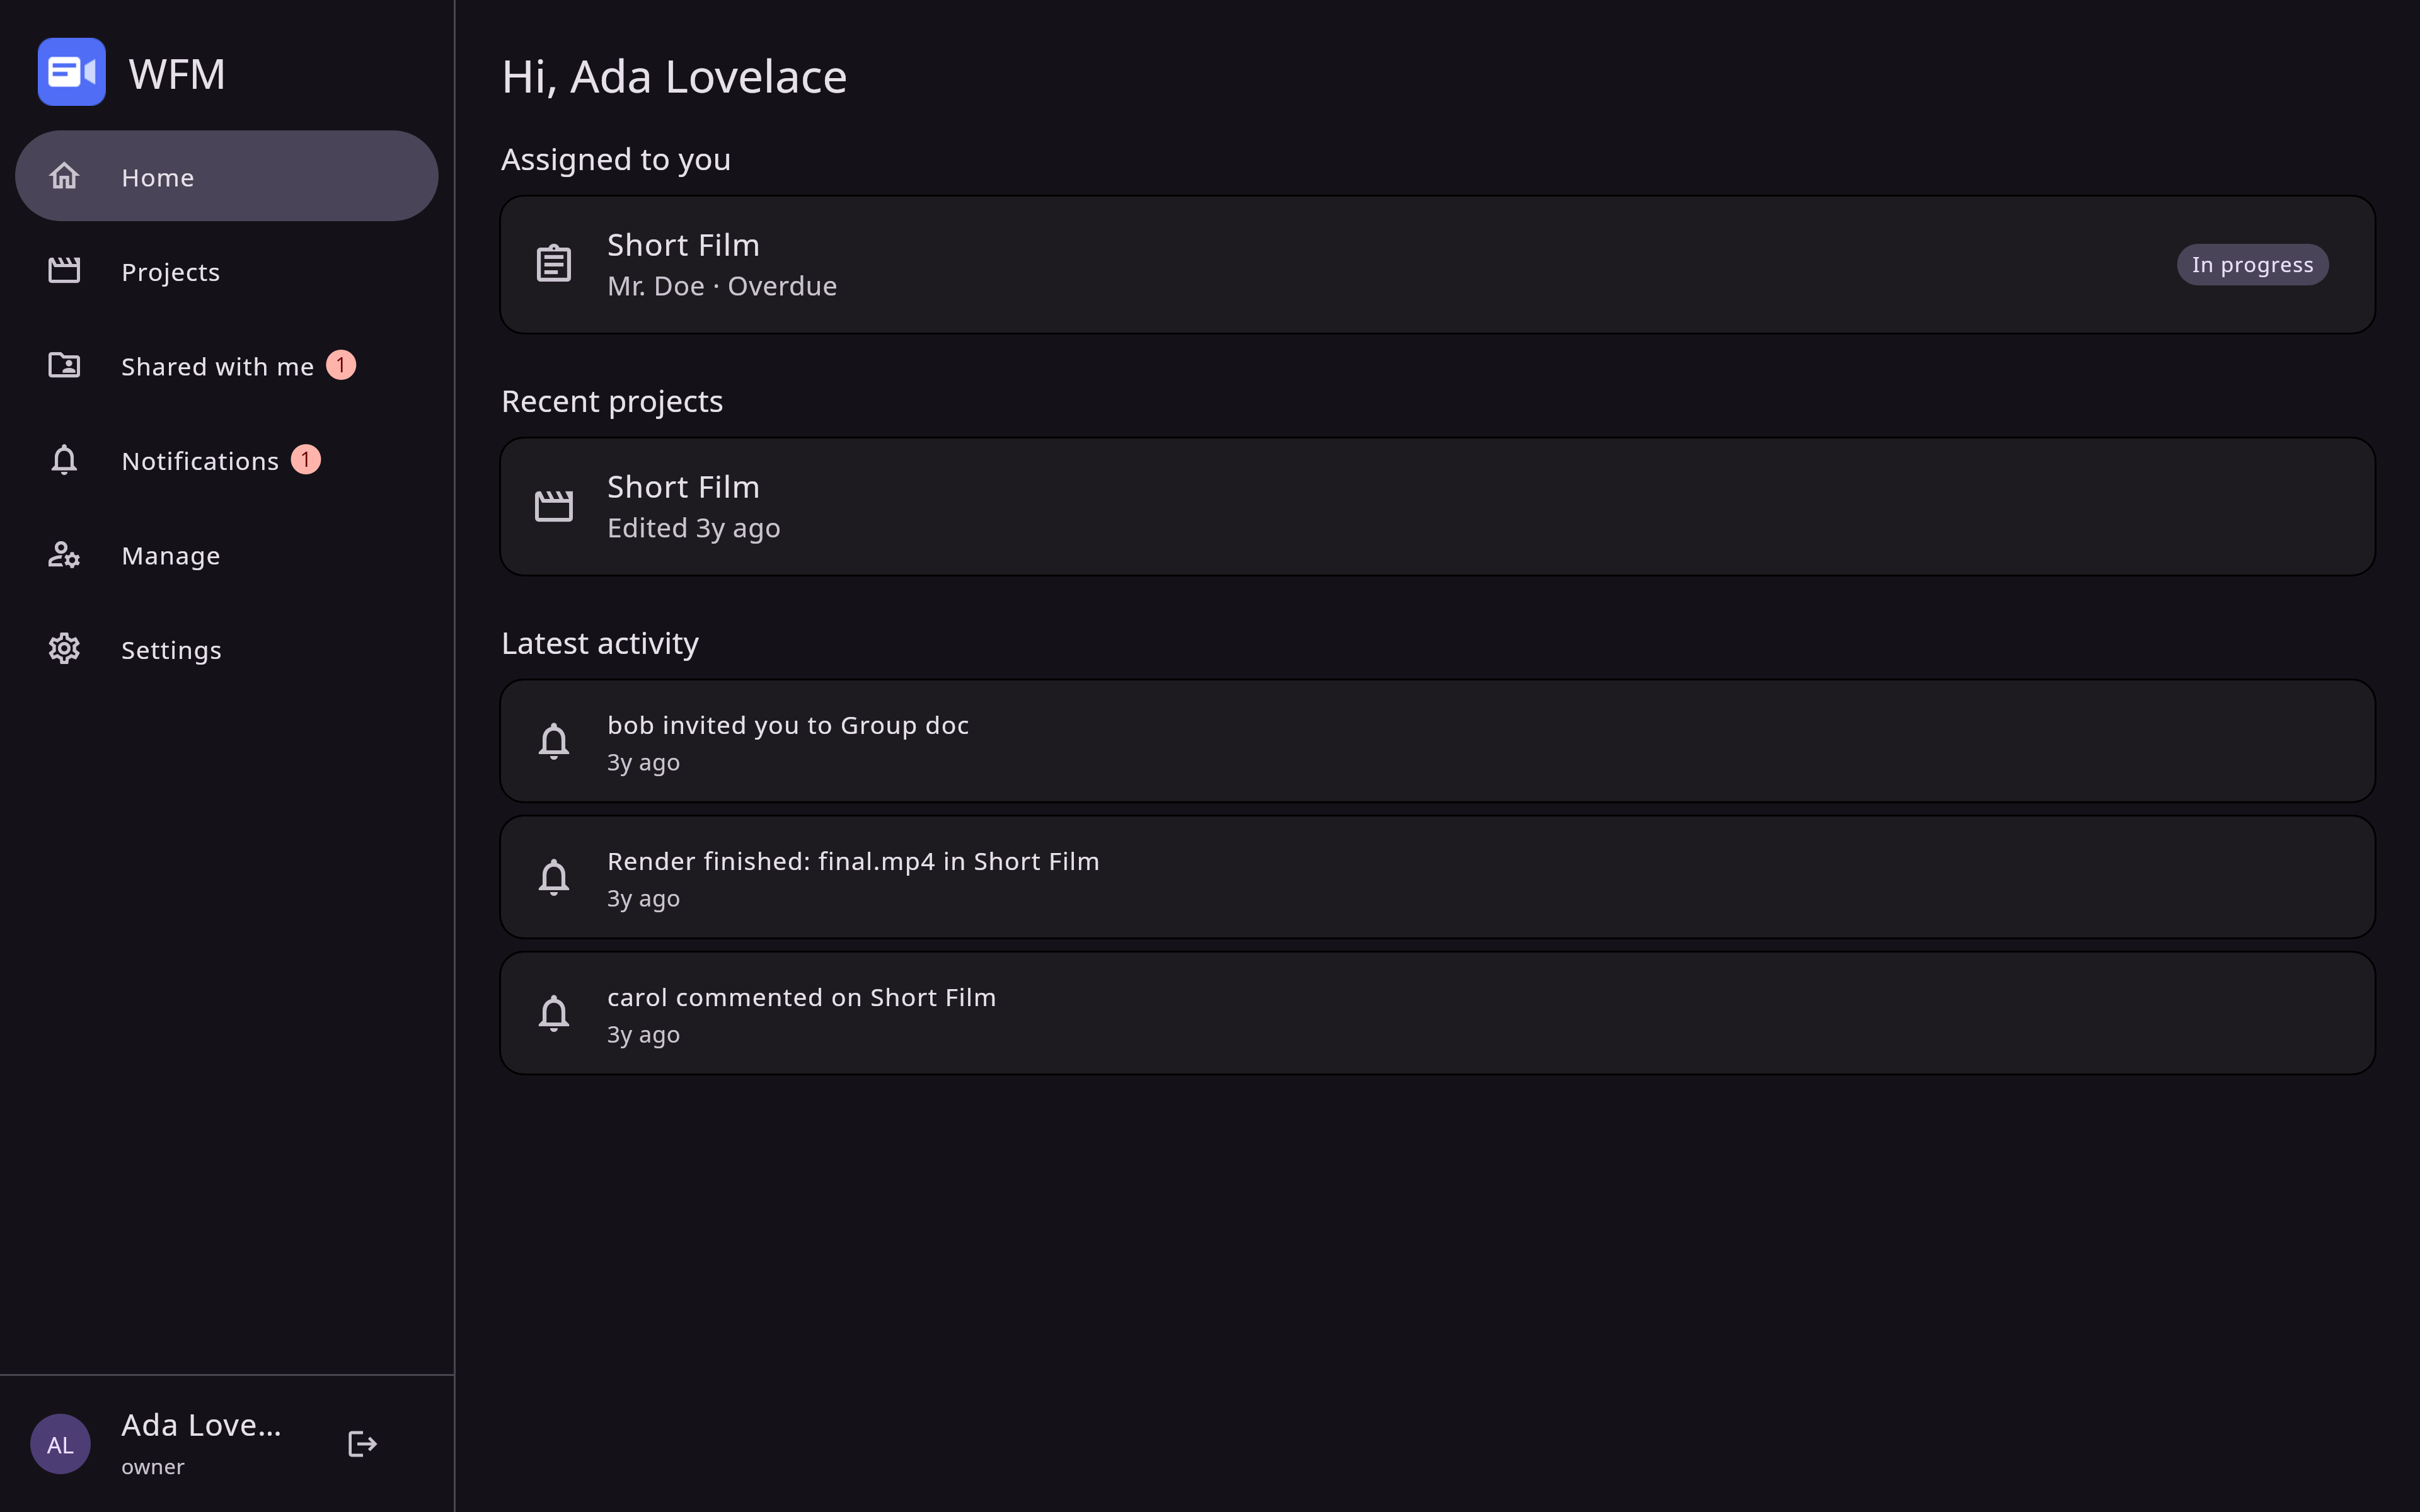 WFM
Home
Projects
Shared with me 1
Notifications 1
Manage
Settings
AL
Ada Love...
owner
Hi, Ada Lovelace
Assigned to you
Short Film
Mr. Doe · Overdue
In progress
Recent projects
Short Film
Edited 3y ago
Latest activity
bob invited you to Group doc
3y ago
Render finished: final.mp4 in Short Film
3y ago
carol commented on Short Film
3y ago